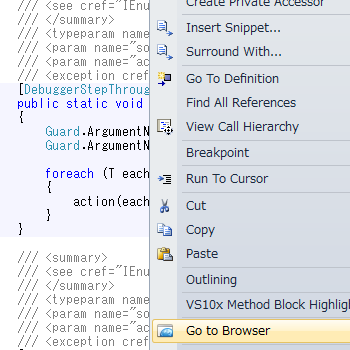 /// <see cref="IEnu
/// </summary>
/// <typeparam name
/// <param name="so
/// <param name="ac
/// <exception cref
[DebuggerStepThroug
public static void
{
Guard.ArgumentN
Guard.ArgumentN
foreach (T each
{
action(each
}
}
/// <summary>
/// <see cref="IEnu
/// </summary>
/// <typeparam name
/// <param name="so
/// <param name="ac
/// <exception cref
Create Private Accessor
Insert Snippet...
Surround With...
Go To Definition
Find All References
View Call Hierarchy
Breakpoint
Run To Cursor
Cut
Copy
Paste
Outlining
VS10x Method Block Highligh
Go to Browser